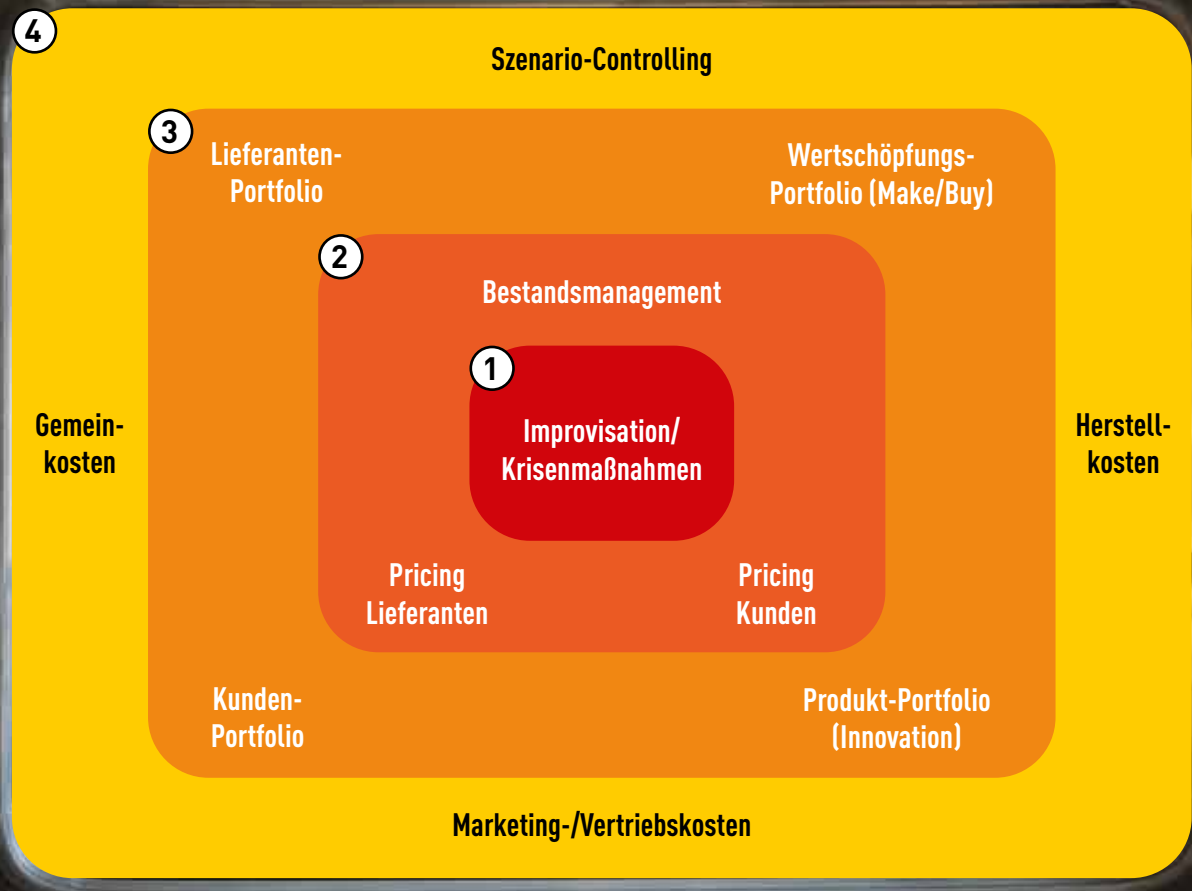 4
Szenario-Controlling
3
Lieferanten-
Portfolio
Wertschöpfungs-
Portfolio (Make/Buy)
2
Bestandsmanagement
1
Improvisation/
Krisenmaßnahmen
Gemein-
kosten
Herstell-
kosten
Pricing
Lieferanten
Pricing
Kunden
Kunden-
Portfolio
Produkt-Portfolio
(Innovation)
Marketing-/Vertriebskosten